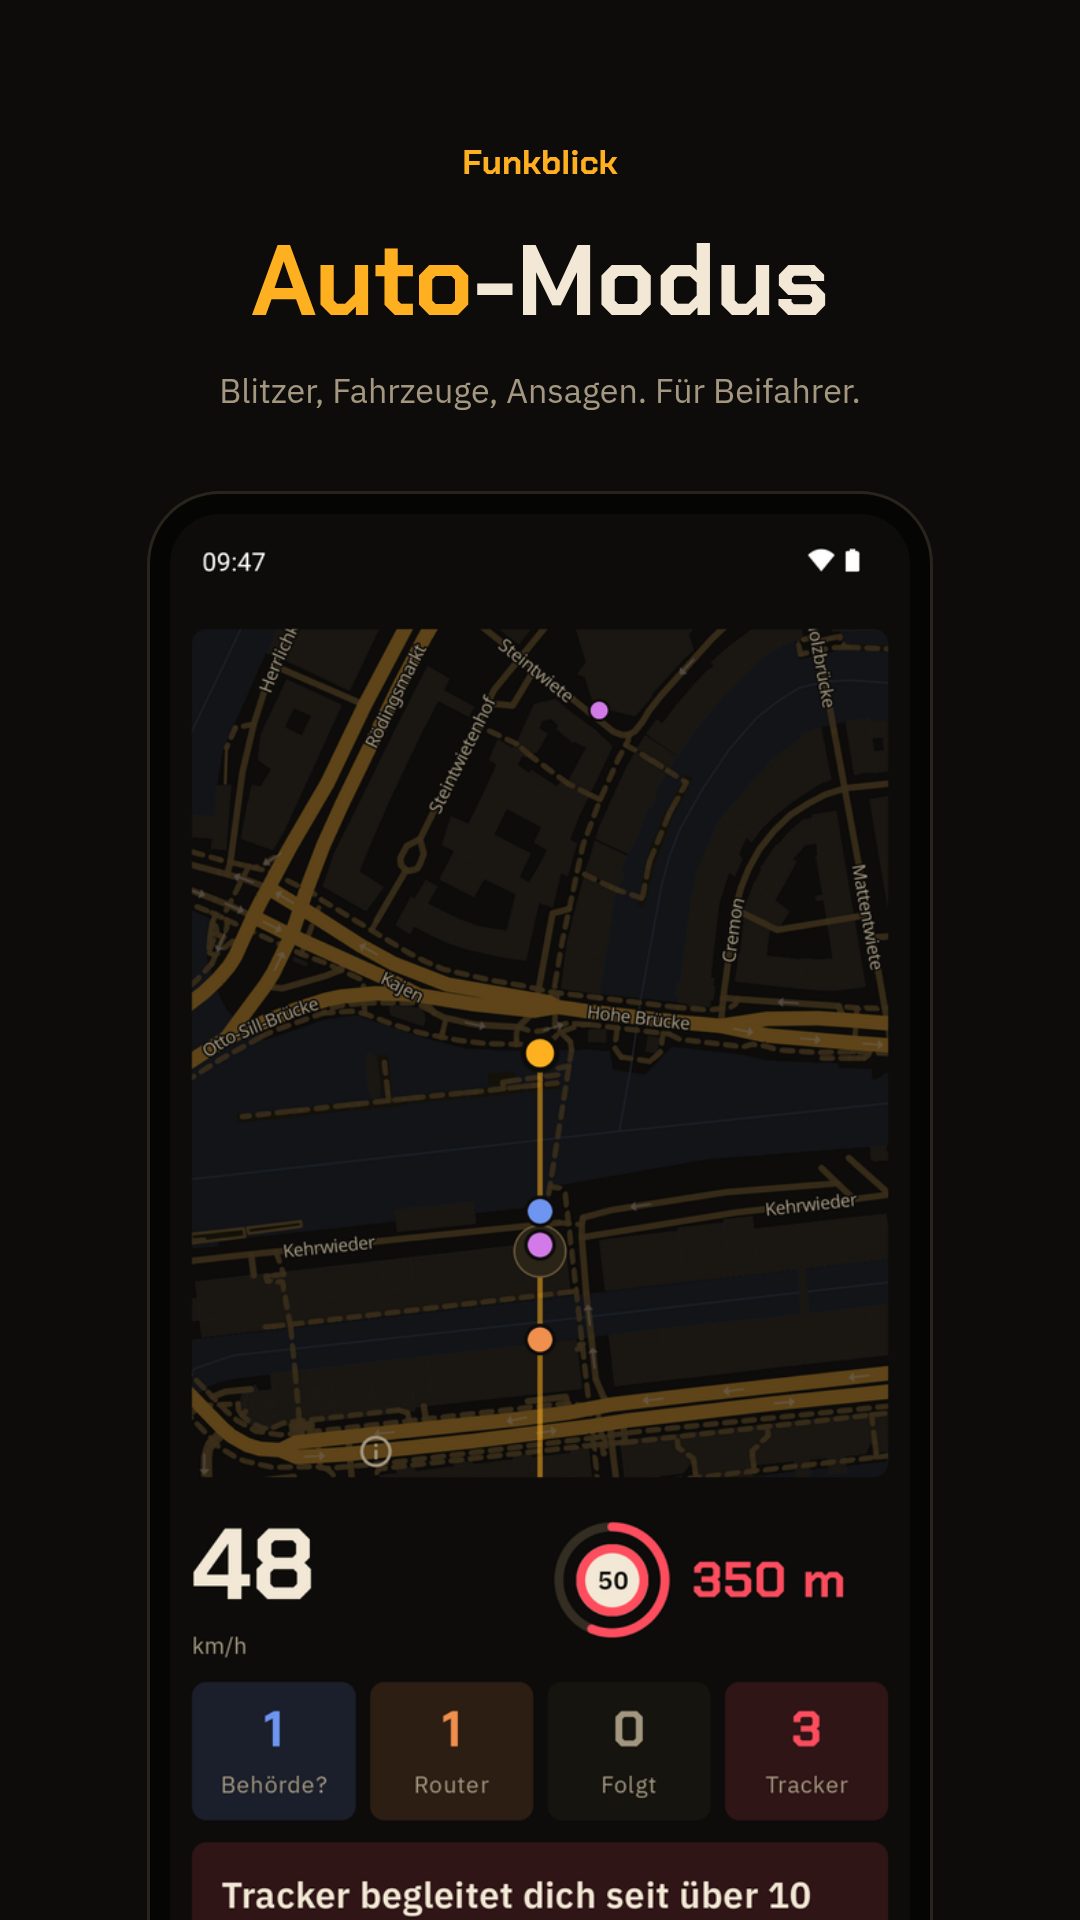 Funkblick
Auto-Modus
Blitzer, Fahrzeuge, Ansagen. Für Beifahrer.
09:47
Rödingsmarkt
Steintwiete
Steintwietenhof
Cremon
Mattentwiete
Kajen
Otto-Sill-Brücke
Hohe Brücke
Kehrwieder
Kehrwieder
48
50
350 m
km/h
1
1
0
3
Behörde?
Router
Folgt
Tracker
Tracker begleitet dich seit über 10